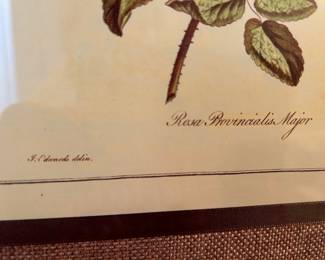 Rosa Provincialis Major
J. Edwards delin.